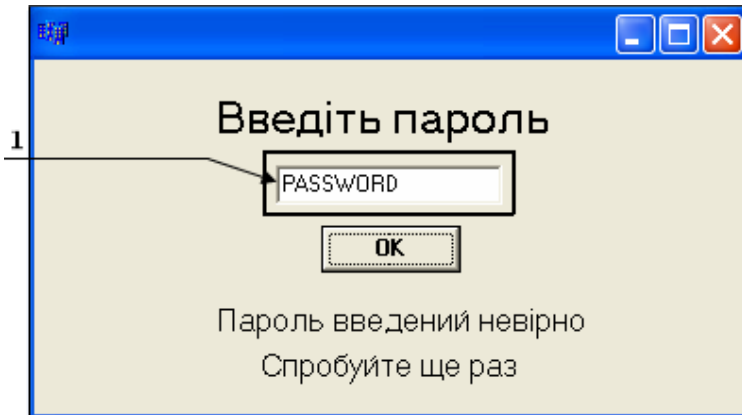 Введіть пароль
1
PASSWORD
OK
Пароль введений невірно
Спробуйте ще раз